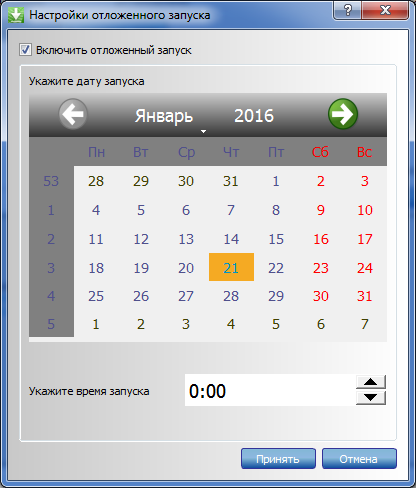 Настройки отложенного запуска
Включить отложенный запуск
Укажите дату запуска
Январь 2016
Пн Вт Ср Чт Пт Сб Вс
53 28 29 30 31 1 2 3
1 4 5 6 7 8 9 10
2 11 12 13 14 15 16 17
3 18 19 20 21 22 23 24
4 25 26 27 28 29 30 31
5 1 2 3 4 5 6 7
Укажите время запуска 0:00
Принять Отмена